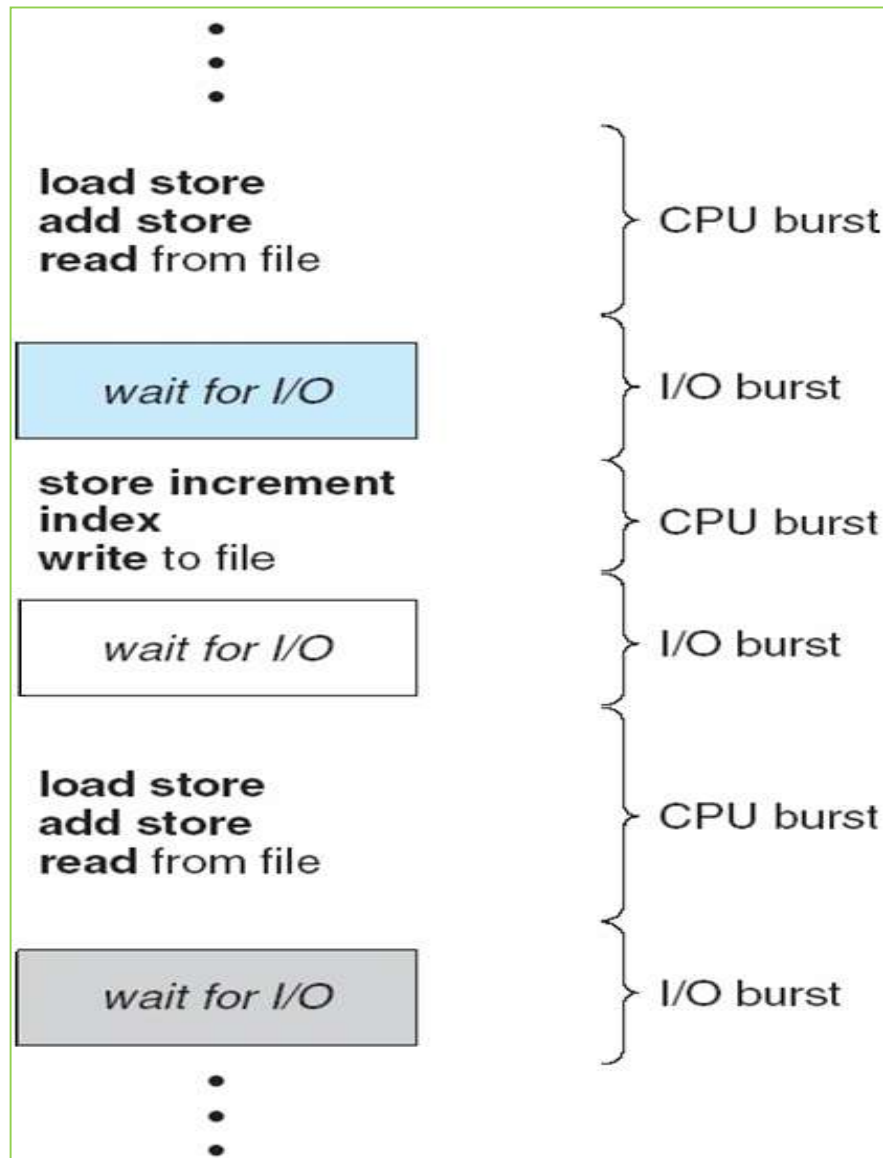 load store
add store
read from file
CPU burst
wait for I/O
I/O burst
store increment
index
write to file
CPU burst
wait for I/O
I/O burst
load store
add store
read from file
CPU burst
wait for I/O
I/O burst